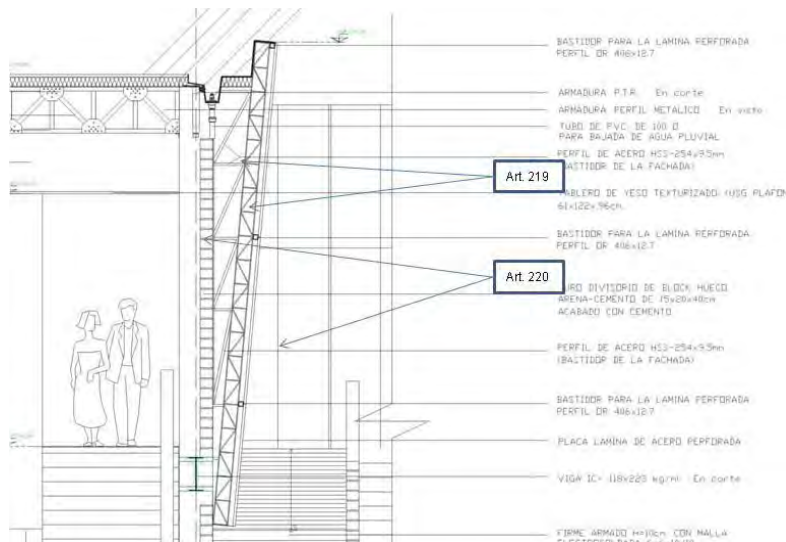 BASTIDOR PARA LA LAMINA PERFORADA
PERFIL OR 406x12.7
ARMADURA P.T.R. En corte
ARMADURA PERFIL METALICO En vista
TUBO DE PVC. DE 100 Ø
PARA BAJADA DE AGUA PLUVIAL
PERFIL DE ACERO HSS-254x9.5mm
BASTIDOR DE LA FACHADA)
Art. 219
TABLERO DE YESO TEXTURIZADO (USG PLAFON
61x122x.96cm.
BASTIDOR PARA LA LAMINA PERFORADA
PERFIL OR 406x12.7
Art. 220
MURO DIVISORIO DE BLOCK HUECO
ARENA-CEMENTO DE 15x20x40cm
ACABADO CON CEMENTO
PERFIL DE ACERO HSS-254x9.5mm
(BASTIDOR DE LA FACHADA)
BASTIDOR PARA LA LAMINA PERFORADA
PERFIL OR 406x12.7
PLACA LAMINA DE ACERO PERFORADA
VIGA IC- 118x223 kg/ml En corte
FIRME ARMADO H=10cm CON MALLA